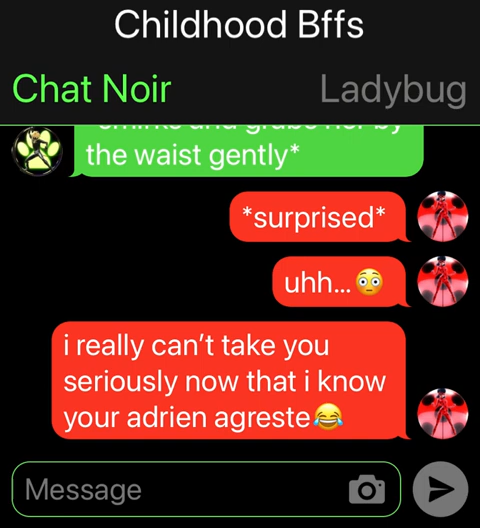 Childhood Bffs
Chat Noir Ladybug
the waist gently*
*surprised*
uhh...😳
i really can't take you
seriously now that i know
your adrien agreste😂
Message